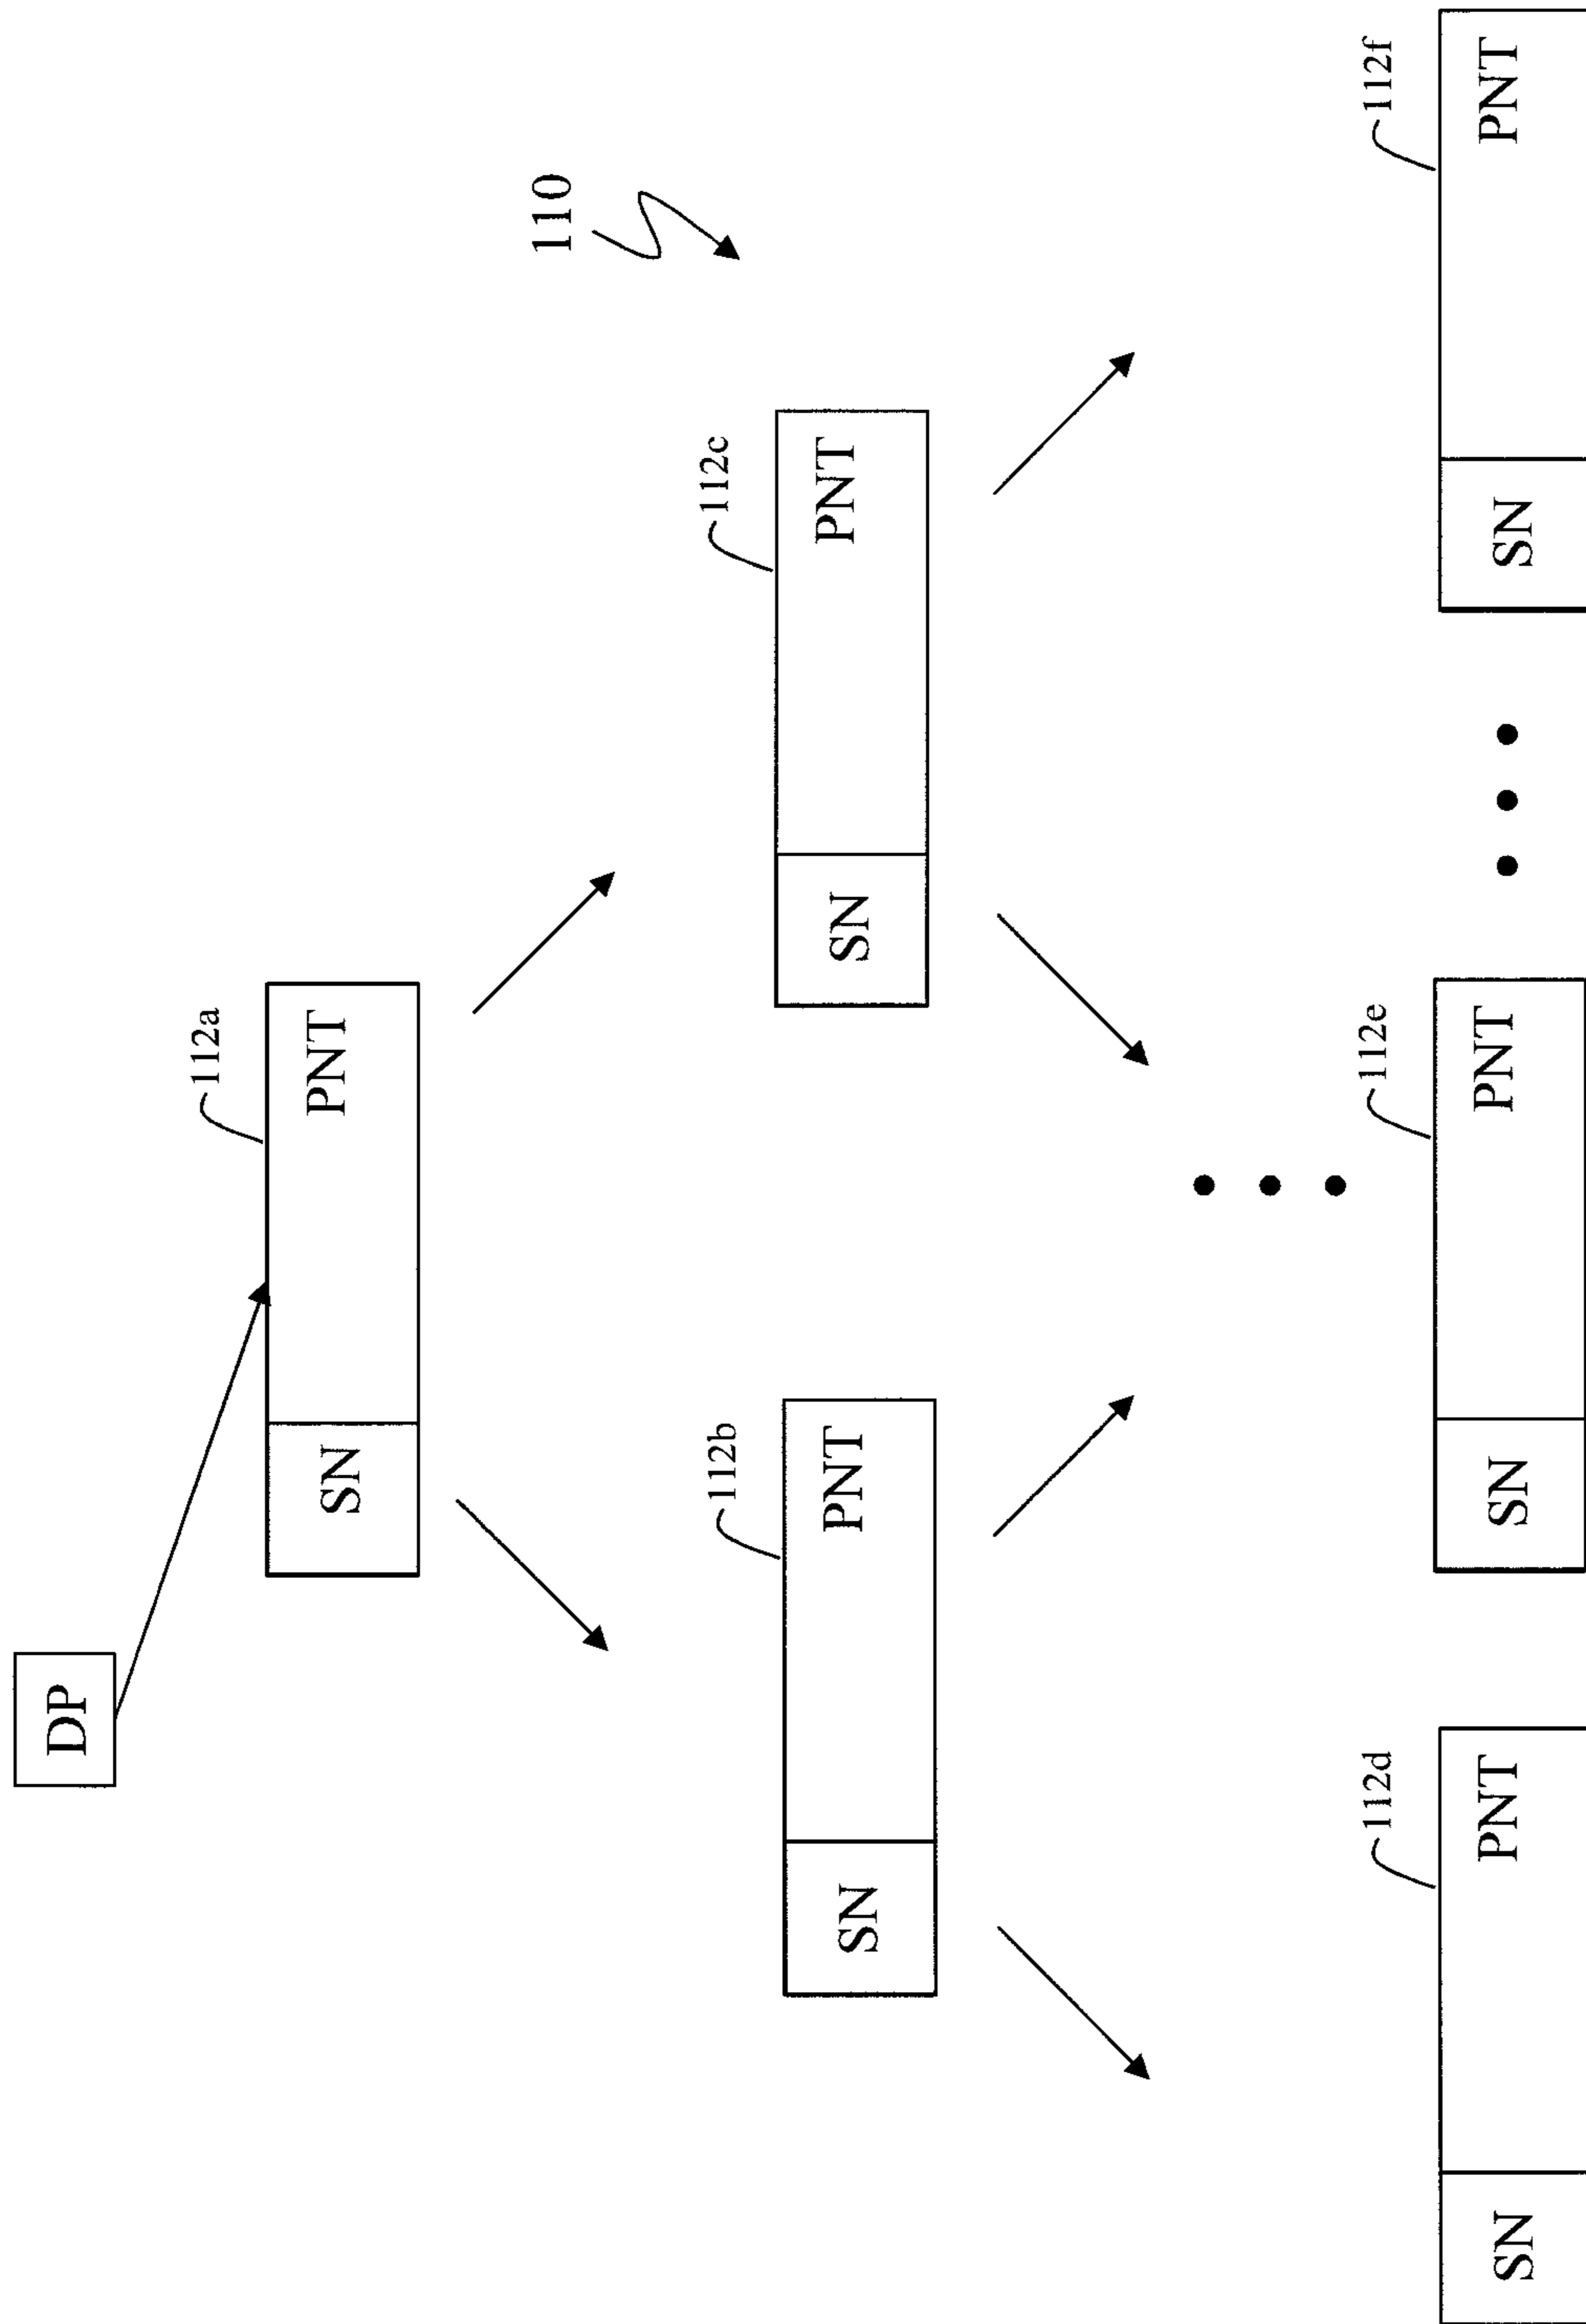 DP
112a
SN PNT
110
112b
SN PNT
112c
SN PNT
112d
SN PNT
112e
SN PNT
112f
SN PNT